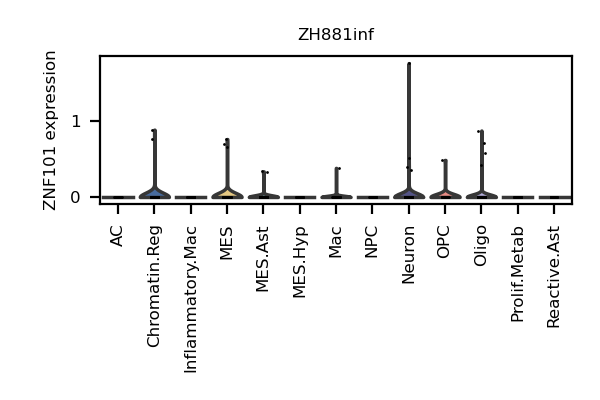 ZH881inf
ZNF101 expression
1
0
AC
Chromatin.Reg
Inflammatory.Mac
MES
MES.Ast
MES.Hyp
Mac
NPC
Neuron
OPC
Oligo
Prolif.Metab
Reactive.Ast